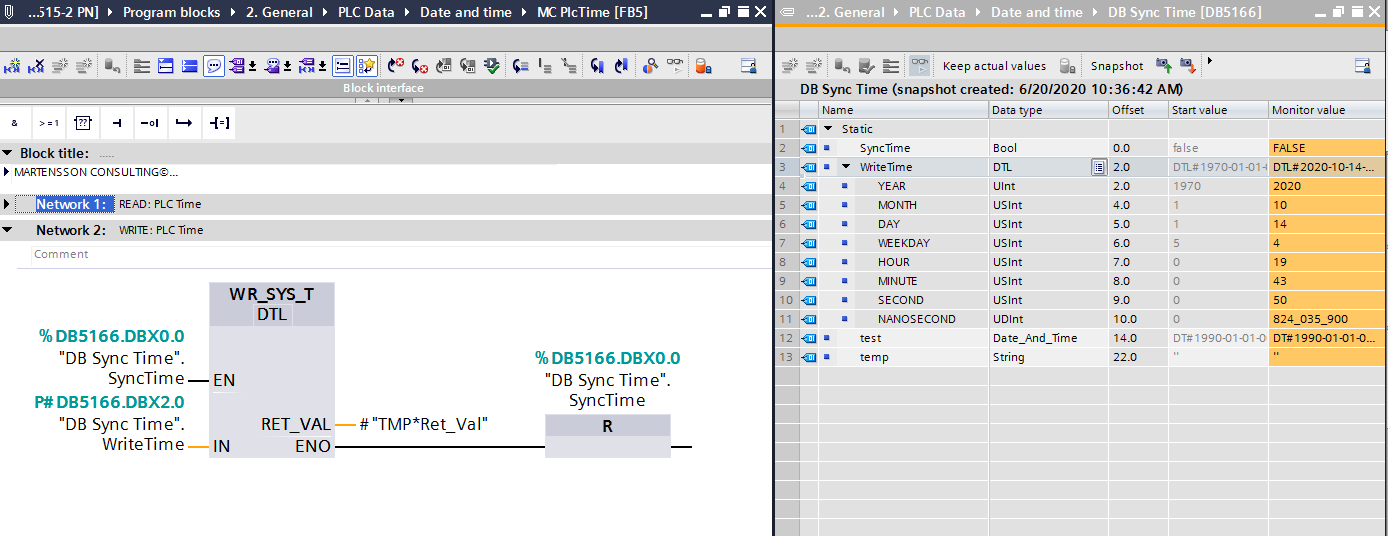 ...515-2 PN] ▸ Program blocks ▸ 2. General ▸ PLC Data ▸ Date and time ▸ MC PlcTime [FB5]
Block interface
& >=1 [??] ⊣ –o| ↦ –[=]
Block title: .....
MARTENSSON CONSULTING©...
Network 1: READ: PLC Time
Network 2: WRITE: PLC Time
Comment
WR_SYS_T
DTL
%DB5166.DBX0.0
"DB Sync Time".
SyncTime
EN
P#DB5166.DBX2.0
"DB Sync Time".
WriteTime
IN
RET_VAL
#"TMP*Ret_Val"
ENO
%DB5166.DBX0.0
"DB Sync Time".
SyncTime
R
...2. General ▸ PLC Data ▸ Date and time ▸ DB Sync Time [DB5166]
Keep actual values Snapshot
DB Sync Time (snapshot created: 6/20/2020 10:36:42 AM)
Name Data type Offset Start value Monitor value
1 Static
2 SyncTime Bool 0.0 false FALSE
3 WriteTime DTL 2.0 DTL#1970-01-01-0 DTL#2020-10-14-...
4 YEAR UInt 2.0 1970 2020
5 MONTH USInt 4.0 1 10
6 DAY USInt 5.0 1 14
7 WEEKDAY USInt 6.0 5 4
8 HOUR USInt 7.0 0 19
9 MINUTE USInt 8.0 0 43
10 SECOND USInt 9.0 0 50
11 NANOSECOND UDInt 10.0 0 824_035_900
12 test Date_And_Time 14.0 DT#1990-01-01-0 DT#1990-01-01-0...
13 temp String 22.0 '' ''